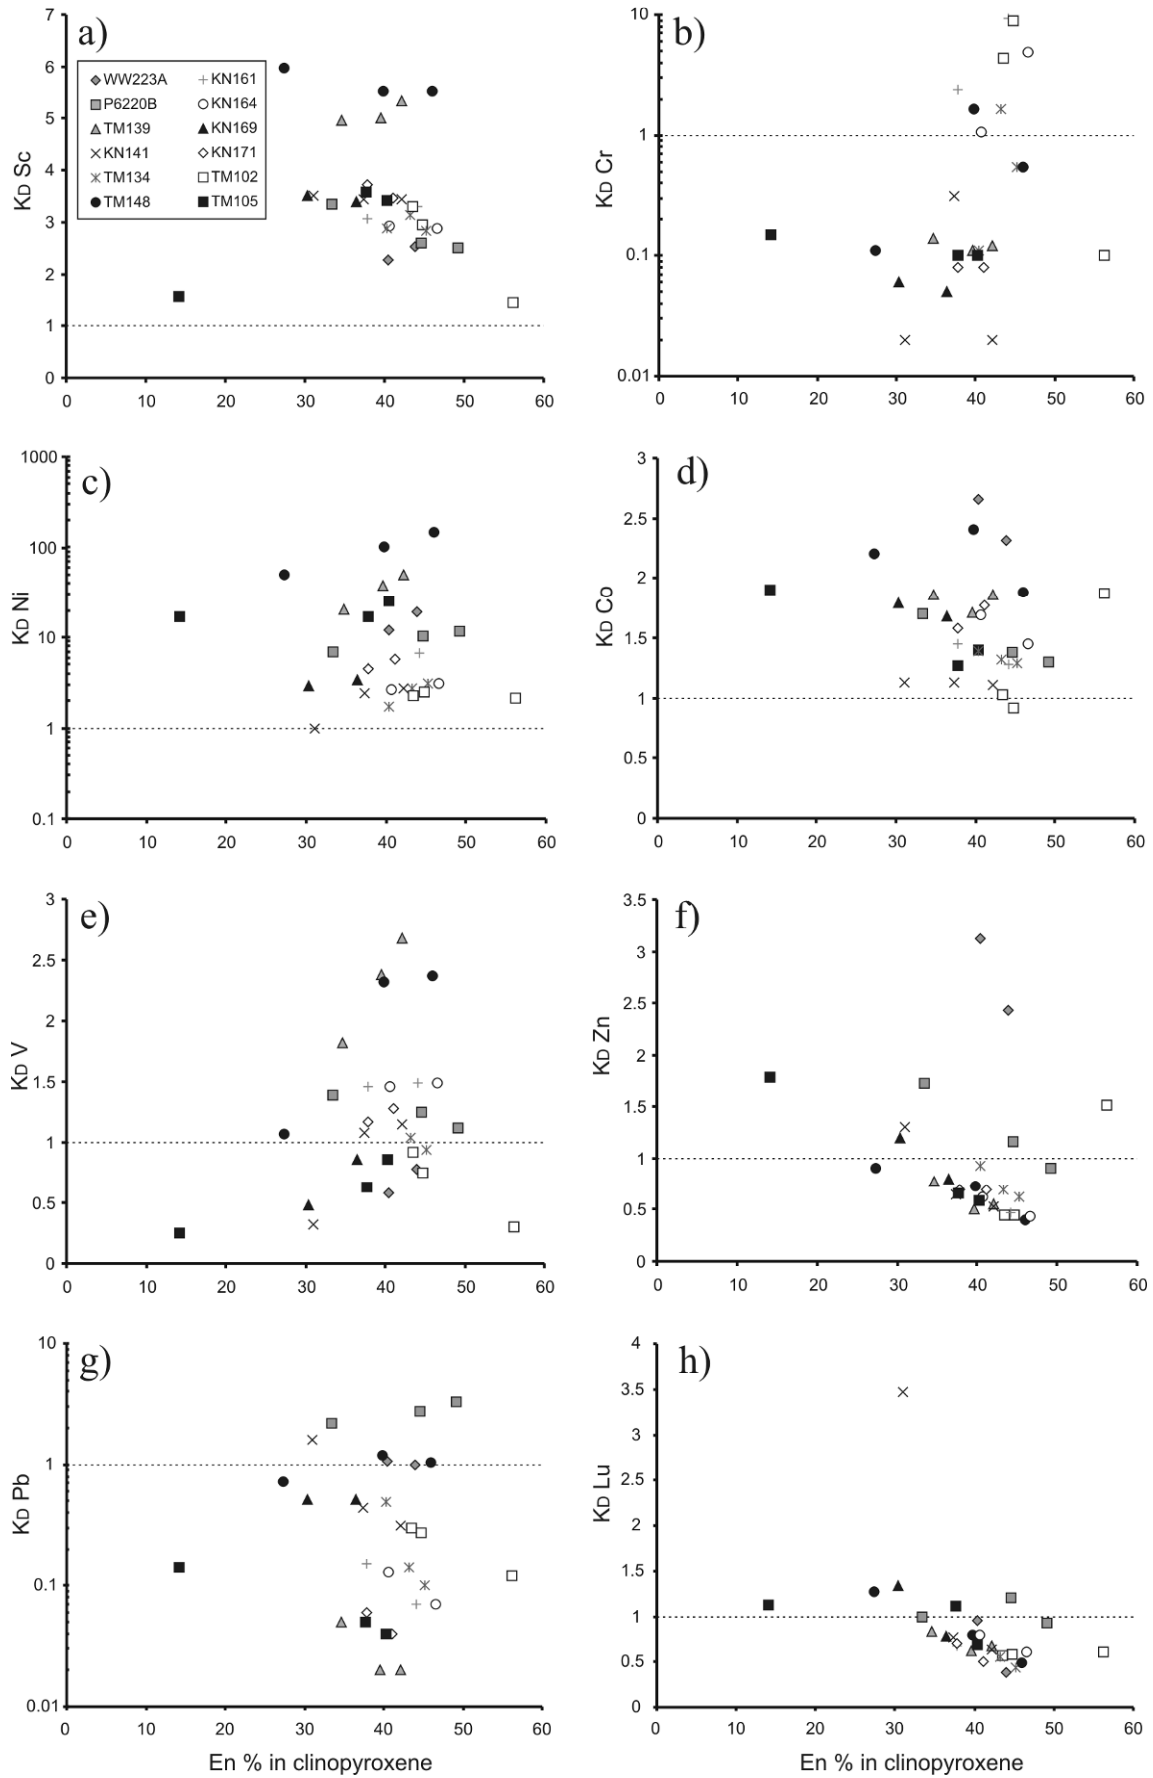 a)
7
6
5
4
3
2
1
0
KD Sc
WW223A KN161
P6220B KN164
TM139 KN169
KN141 KN171
TM134 TM102
TM148 TM105
0 10 20 30 40 50 60
b)
10
1
0.1
0.01
KD Cr
0 10 20 30 40 50 60
c)
1000
100
10
1
0.1
KD Ni
0 10 20 30 40 50 60
d)
3
2.5
2
1.5
1
0.5
0
KD Co
0 10 20 30 40 50 60
e)
3
2.5
2
1.5
1
0.5
0
KD V
0 10 20 30 40 50 60
f)
3.5
3
2.5
2
1.5
1
0.5
0
KD Zn
0 10 20 30 40 50 60
g)
10
1
0.1
0.01
KD Pb
0 10 20 30 40 50 60
En % in clinopyroxene
h)
4
3.5
3
2.5
2
1.5
1
0.5
0
KD Lu
0 10 20 30 40 50 60
En % in clinopyroxene